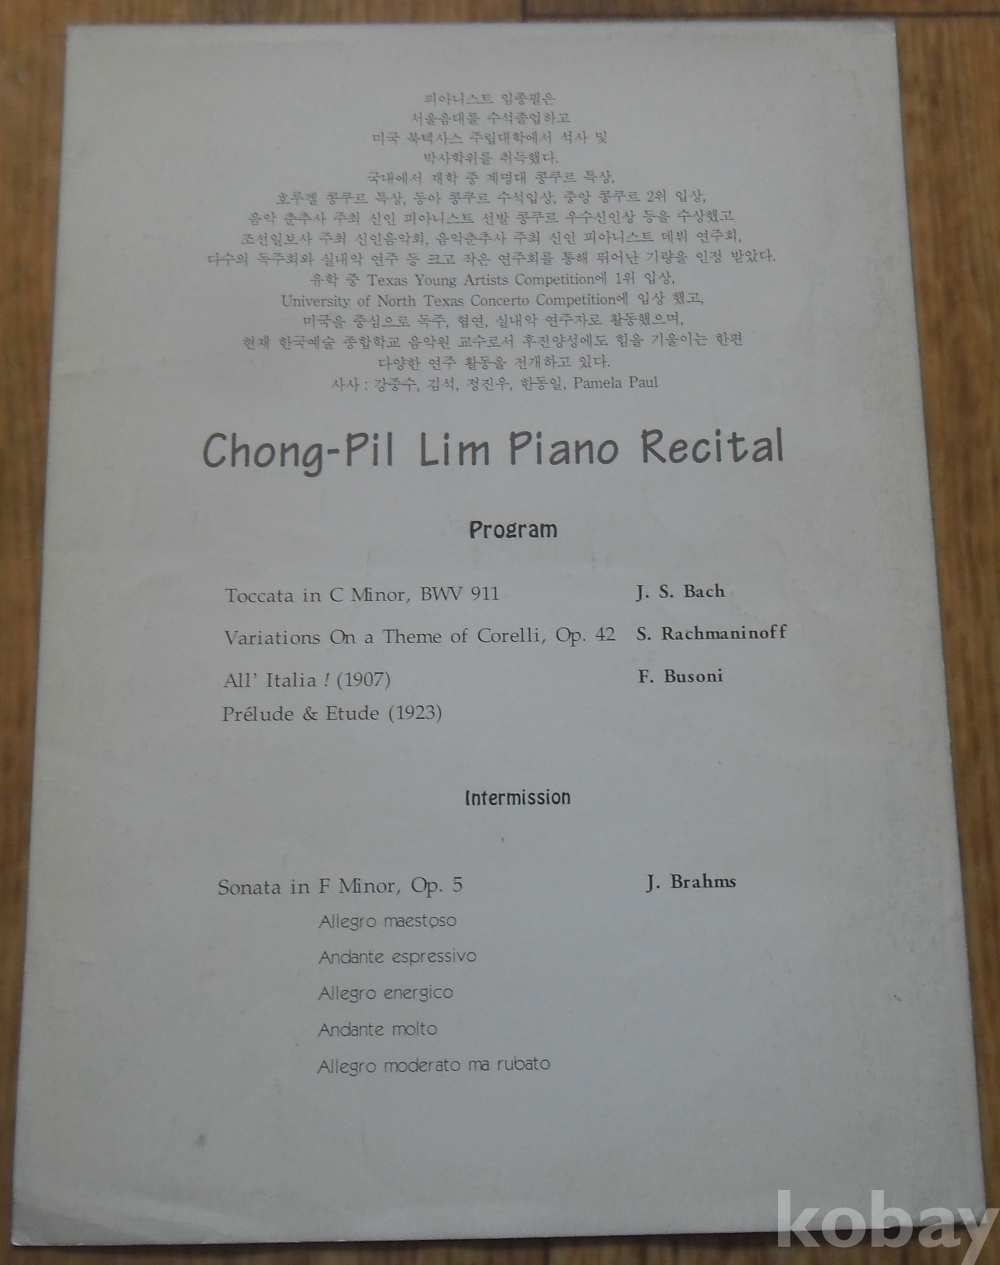 피아니스트 임종필은
서울음대를 수석졸업하고
미국 북텍사스 주립대학에서 석사 및
박사학위를 취득했다.
국내에서 재학 중 계명대 콩쿠르 특상,
호루겔 콩쿠르 특상, 동아 콩쿠르 수석입상, 중앙 콩쿠르 2위 입상,
음악 춘추사 주최 신인 피아니스트 선발 콩쿠르 우수신인상 등을 수상했고
조선일보사 주최 신인음악회, 음악춘추사 주최 신인 피아니스트 데뷔 연주회,
다수의 독주회와 실내악 연주 등 크고 작은 연주회를 통해 뛰어난 기량을 인정 받았다.
유학 중 Texas Young Artists Competition에 1위 입상,
University of North Texas Concerto Competition에 입상 했고,
미국을 중심으로 독주, 협연, 실내악 연주자로 활동했으며,
현재 한국예술 종합학교 음악원 교수로서 후진양성에도 힘을 기울이는 한편
다양한 연주 활동을 전개하고 있다.
사사 : 강중수, 김석, 정진우, 한동일, Pamela Paul
Chong-Pil Lim Piano Recital
Program
Toccata in C Minor, BWV 911 J. S. Bach
Variations On a Theme of Corelli, Op. 42 S. Rachmaninoff
All' Italia ! (1907) F. Busoni
Prélude & Etude (1923)
Intermission
Sonata in F Minor, Op. 5 J. Brahms
Allegro maestoso
Andante espressivo
Allegro energico
Andante molto
Allegro moderato ma rubato
kobay